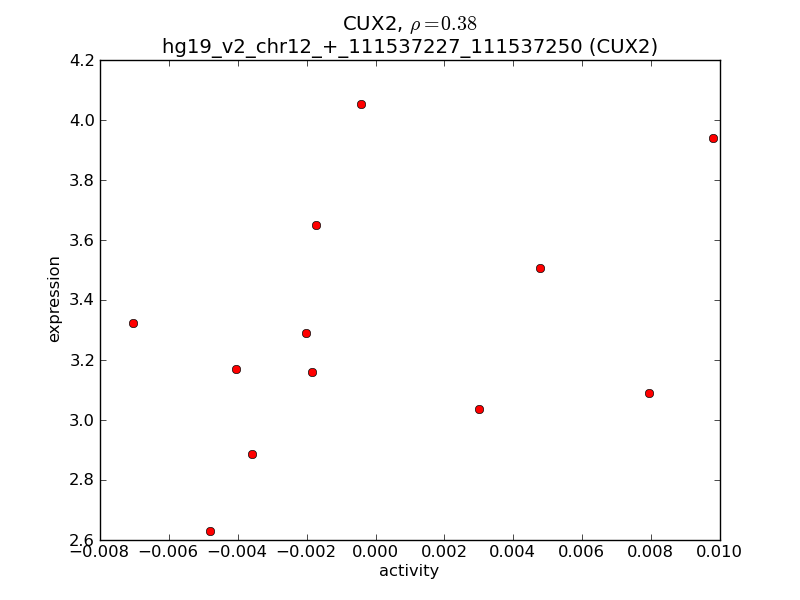 CUX2, ρ=0.38
hg19_v2_chr12_+_111537227_111537250 (CUX2)
4.2
4.0
3.8
3.6
3.4
3.2
3.0
2.8
2.6
expression
−0.008 −0.006 −0.004 −0.002 0.000 0.002 0.004 0.006 0.008 0.010
activity